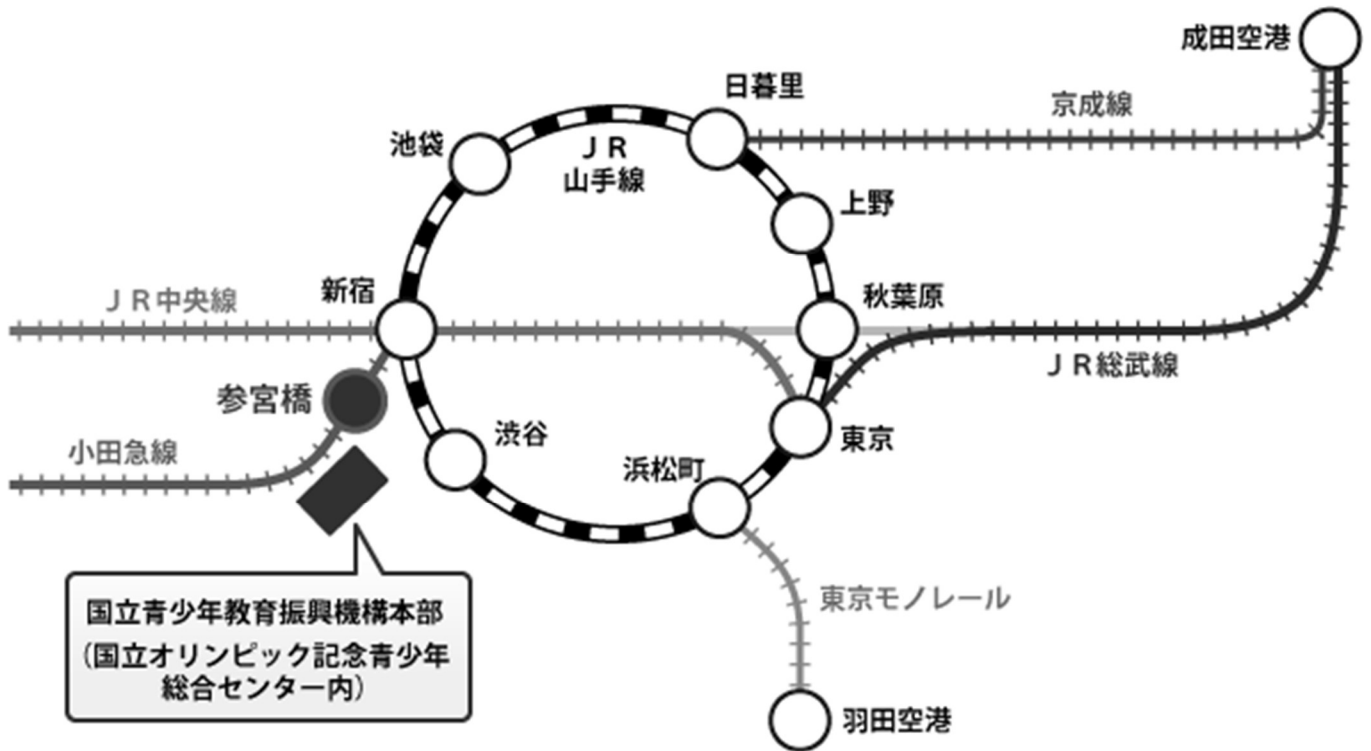 成田空港
日暮里
京成線
池袋
ＪＲ
山手線
上野
新宿
秋葉原
ＪＲ中央線
ＪＲ総武線
参宮橋
渋谷
東京
小田急線
浜松町
国立青少年教育振興機構本部
（国立オリンピック記念青少年
総合センター内）
東京モノレール
羽田空港